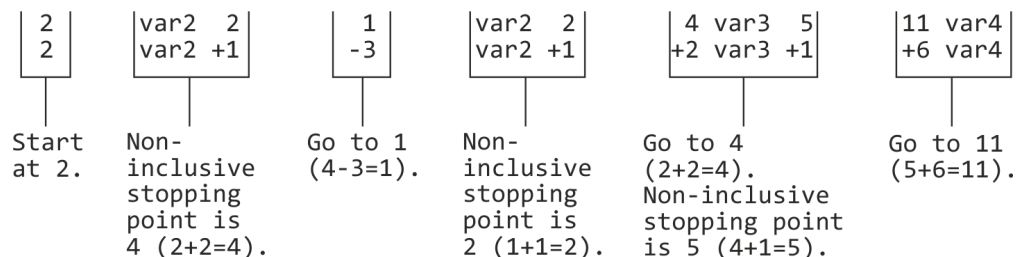 2 var2 2 1 var2 2 4 var3 5 11 var4
2 var2 +1 -3 var2 +1 +2 var3 +1 +6 var4
Start
at 2.
Non-
inclusive
stopping
point is
4 (2+2=4).
Go to 1
(4-3=1).
Non-
inclusive
stopping
point is
2 (1+1=2).
Go to 4
(2+2=4).
Non-inclusive
stopping point
is 5 (4+1=5).
Go to 11
(5+6=11).